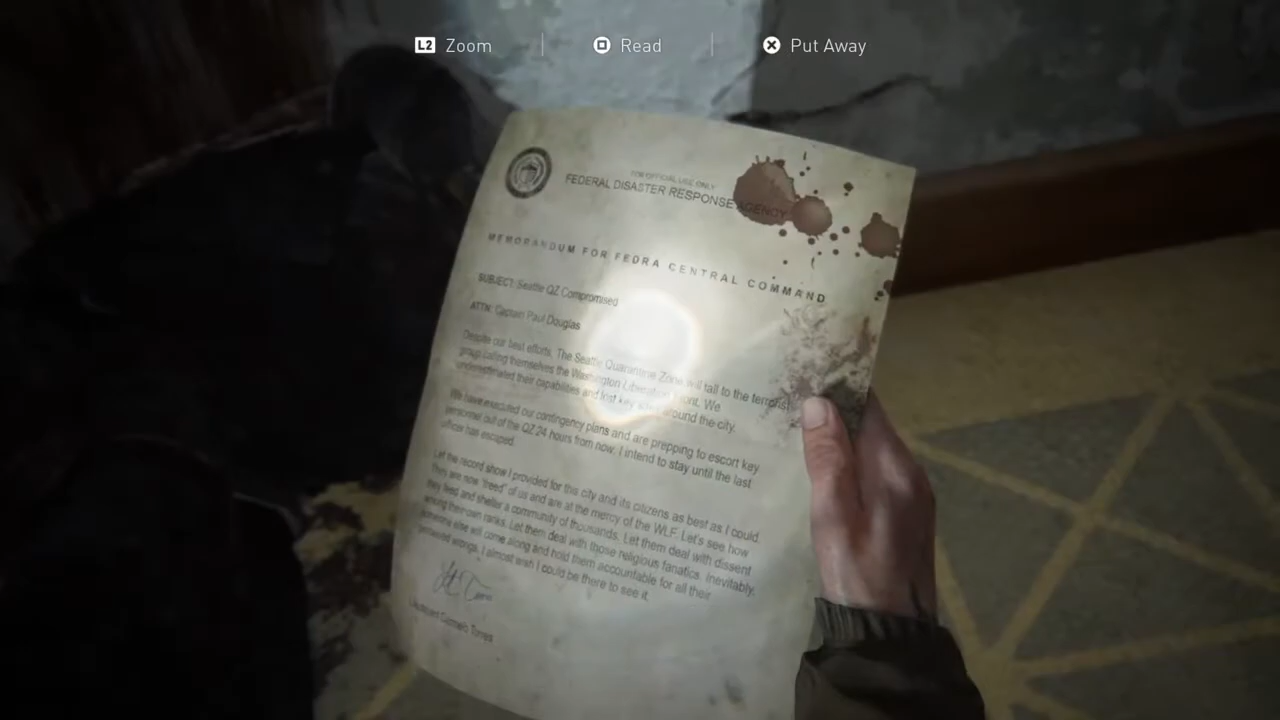 L2 Zoom | Read | Put Away
FOR OFFICIAL USE ONLY
FEDERAL DISASTER RESPONSE AGENCY
MEMORANDUM FOR FEDRA CENTRAL COMMAND
SUBJECT: Seattle QZ Compromised
ATTN: Captain Paul Douglas
Despite our best efforts, The Seattle Quarantine Zone will fall to the terrorist
group calling themselves the Washington Liberation Front. We
underestimated their capabilities and lost key around the city.
We have executed our contingency plans and are prepping to escort key
personnel out of the QZ 24 hours from now. I intend to stay until the last
officer has escaped.
Let the record show I provided for this city and its citizens as best as I could.
They are now "freed" of us and are at the mercy of the WLF. Let's see how
they feed and shelter a community of thousands. Let them deal with dissent
among their own ranks. Let them deal with those religious fanatics. Inevitably,
someone else will come along and hold them accountable for all their
perceived wrongs. I almost wish I could be there to see it.
Lieutenant Torres